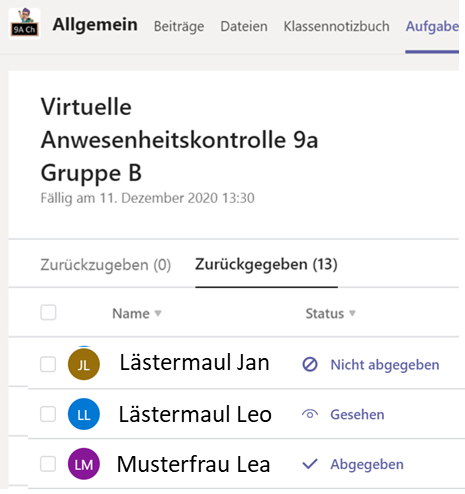 9A Ch Allgemein Beiträge Dateien Klassennotizbuch Aufgabe
Virtuelle
Anwesenheitskontrolle 9a
Gruppe B
Fällig am 11. Dezember 2020 13:30
Zurückzugeben (0) Zurückgegeben (13)
Name Status
JL Lästermaul Jan Nicht abgegeben
LL Lästermaul Leo Gesehen
LM Musterfrau Lea Abgegeben